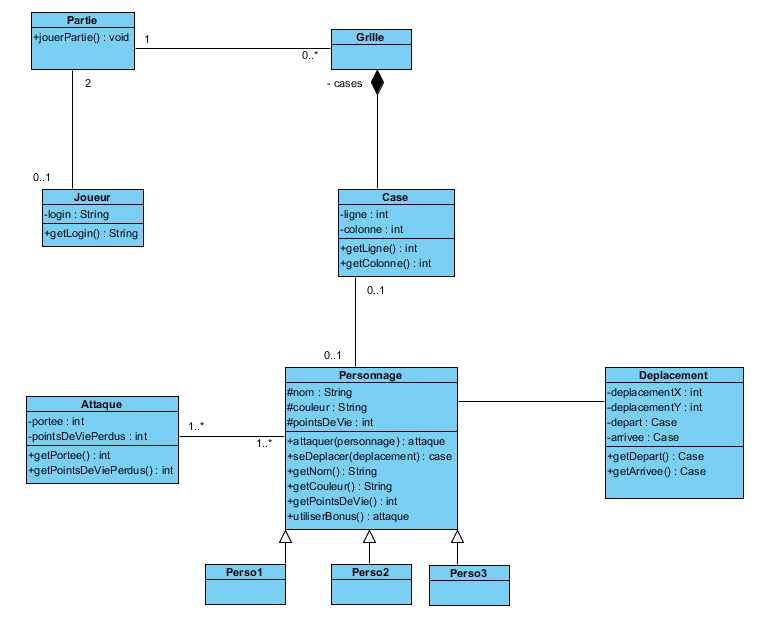 Partie
+jouerPartie() : void
1
0..*
Grille
- cases
2
0..1
Joueur
-login : String
+getLogin() : String
Case
-ligne : int
-colonne : int
+getLigne() : int
+getColonne() : int
0..1
0..1
Personnage
#nom : String
#couleur : String
#pointsDeVie : int
+attaquer(personnage) : attaque
+seDeplacer(deplacement) : case
+getNom() : String
+getCouleur() : String
+getPointsDeVie() : int
+utiliserBonus() : attaque
Deplacement
-deplacementX : int
-deplacementY : int
-depart : Case
-arrivee : Case
+getDepart() : Case
+getArrivee() : Case
Attaque
-portee : int
-pointsDeViePerdus : int
+getPortee() : int
+getPointsDeViePerdus() : int
1..*
1..*
Perso1
Perso2
Perso3